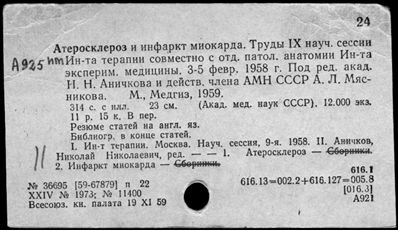 24
А925 нт
Атеросклероз и инфаркт миокарда. Труды IX науч. сессии
Ин-та терапии совместно с отд. патол. анатомии Ин-та
эксперим. медицины. 3-5 февр. 1958 г. Под ред. акад.
Н. Н. Аничкова и действ. члена АМН СССР А. Л. Мяс-
никова. М., Медгиз, 1959.
314 с. с илл. 23 см. (Акад. мед. наук СССР). 12.000 экз.
11 р. 15 к. В пер.
Резюме статей на англ. яз.
Библиогр. в конце статей.
1. Ин-т терапии. Москва. Науч. сессия, 9-я. 1958. II. Аничков,
Николай Николаевич, ред. — — 1. Атеросклероз — Сборники.
2. Инфаркт миокарда — Сборники.
616.1
№ 36695 [59-67879] п 22
616.13=002.2+616.127=005.8
XXIV № 1973; № 11400
[016.3]
Всесоюз. кн. палата 19 XI 59
А921